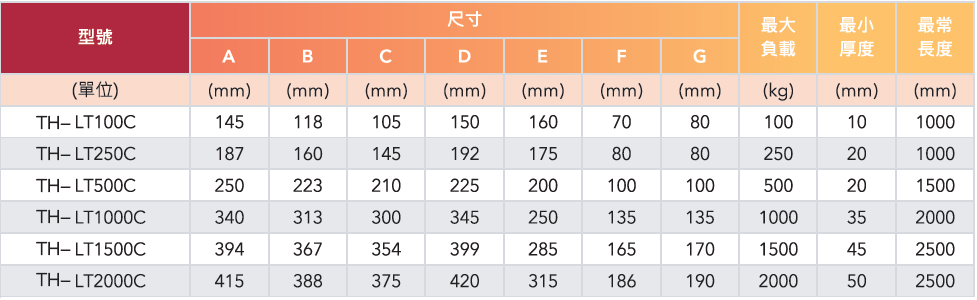 型號 尺寸 最大負載 最小厚度 最常長度
A B C D E F G
(單位) (mm) (mm) (mm) (mm) (mm) (mm) (mm) (kg) (mm) (mm)
TH–LT100C 145 118 105 150 160 70 80 100 10 1000
TH–LT250C 187 160 145 192 175 80 80 250 20 1000
TH–LT500C 250 223 210 225 200 100 100 500 20 1500
TH–LT1000C 340 313 300 345 250 135 135 1000 35 2000
TH–LT1500C 394 367 354 399 285 165 170 1500 45 2500
TH–LT2000C 415 388 375 420 315 186 190 2000 50 2500